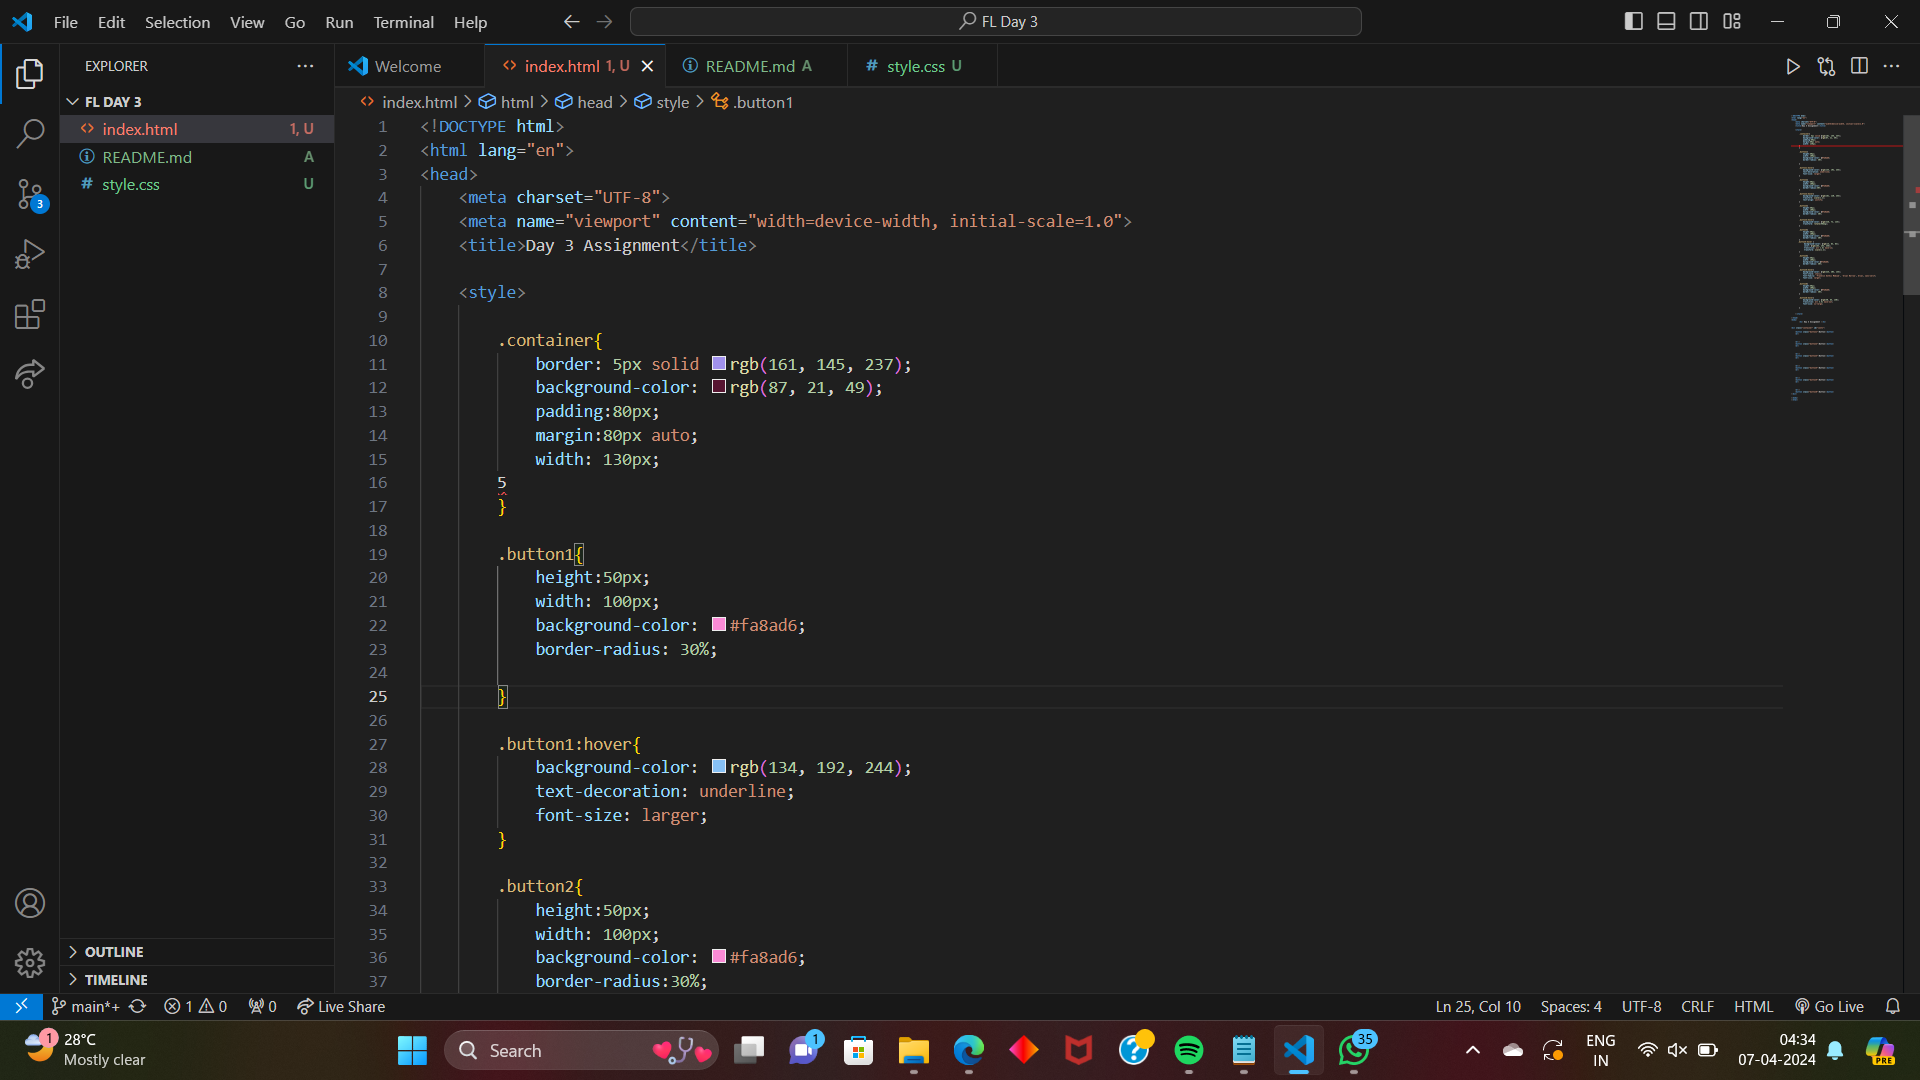 File Edit Selection View Go Run Terminal Help
FL Day 3
EXPLORER
Welcome
index.html 1, U
README.md A
style.css U
index.html > html > head > style > .button1
FL DAY 3
index.html 1, U
README.md A
style.css U
3
1 <!DOCTYPE html>
2 <html lang="en">
3 <head>
4 <meta charset="UTF-8">
5 <meta name="viewport" content="width=device-width, initial-scale=1.0">
6 <title>Day 3 Assignment</title>
7
8 <style>
9
10 .container{
11 border: 5px solid rgb(161, 145, 237);
12 background-color: rgb(87, 21, 49);
13 padding:80px;
14 margin:80px auto;
15 width: 130px;
16 5
17 }
18
19 .button1{
20 height:50px;
21 width: 100px;
22 background-color: #fa8ad6;
23 border-radius: 30%;
24
25 }
26
27 .button1:hover{
28 background-color: rgb(134, 192, 244);
29 text-decoration: underline;
30 font-size: larger;
31 }
32
33 .button2{
34 height:50px;
35 width: 100px;
36 background-color: #fa8ad6;
37 border-radius:30%;
OUTLINE
TIMELINE
main*+ 1 0 0 Live Share
Ln 25, Col 10 Spaces: 4 UTF-8 CRLF HTML Go Live
1
28°C
Mostly clear
Search
1
35
ENG
IN
04:34
07-04-2024
PRE